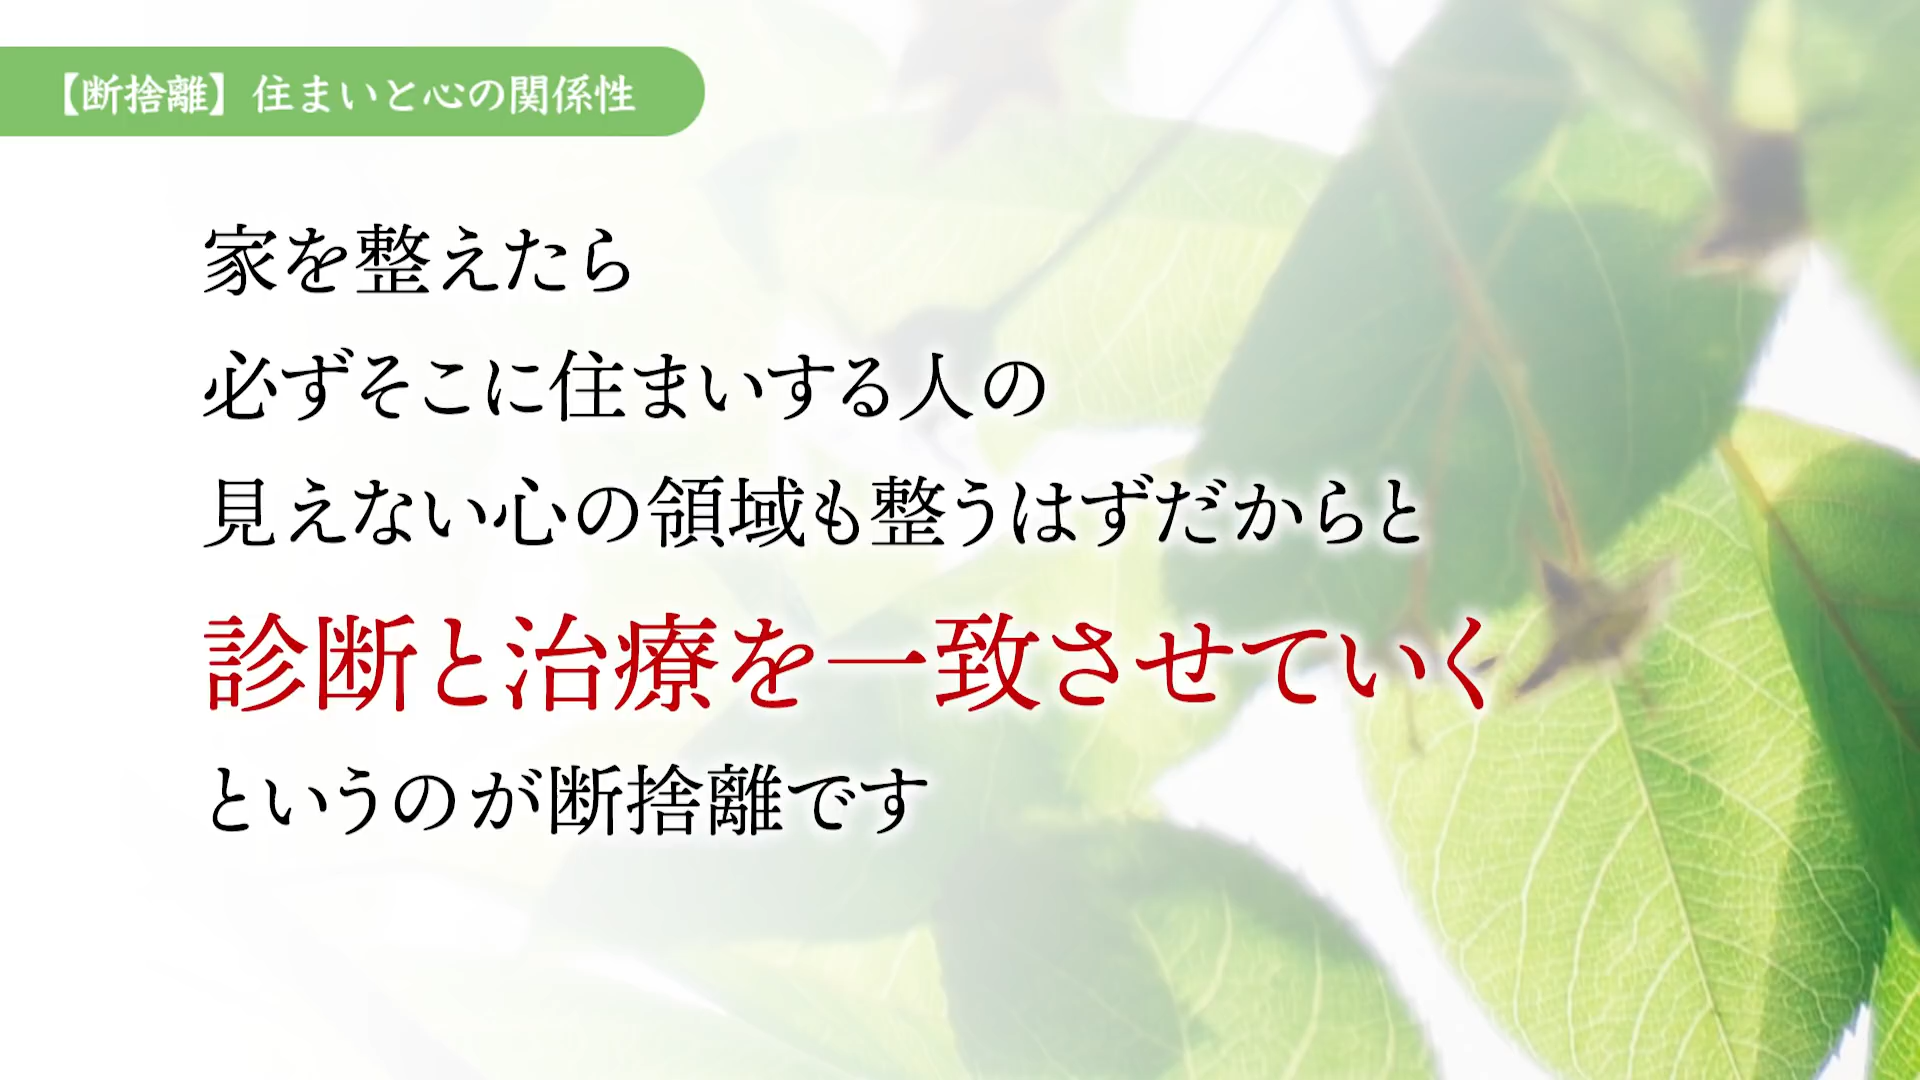 【断捨離】住まいと心の関係性
家を整えたら
必ずそこに住まいする人の
見えない心の領域も整うはずだからと
診断と治療を一致させていく
というのが断捨離です